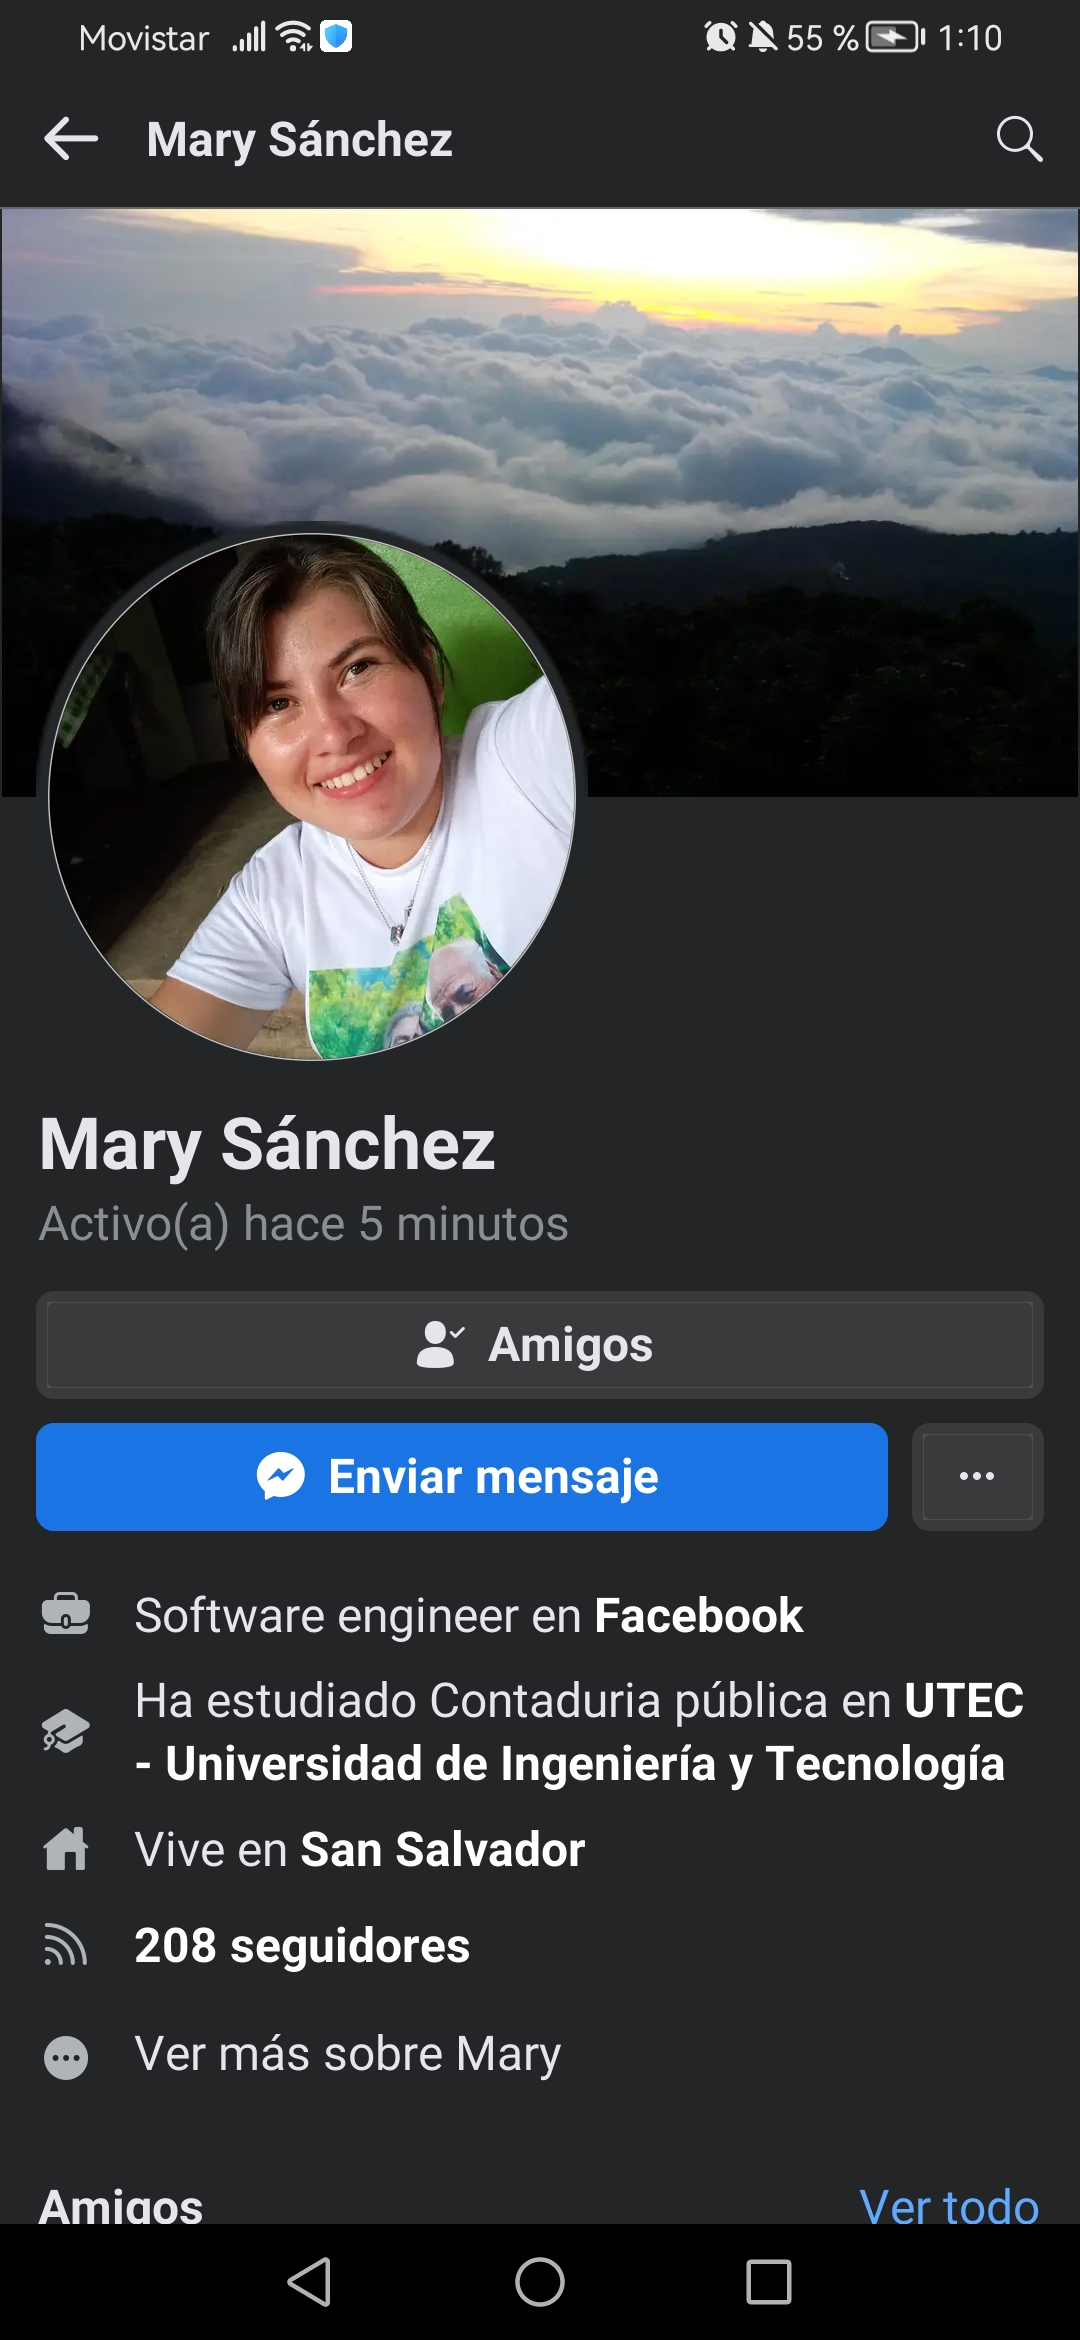 Movistar 55 % 1:10
Mary Sánchez
Mary Sánchez
Activo(a) hace 5 minutos
Amigos
Enviar mensaje
Software engineer en Facebook
Ha estudiado Contaduria pública en UTEC
- Universidad de Ingeniería y Tecnología
Vive en San Salvador
208 seguidores
Ver más sobre Mary
Amigos Ver todo